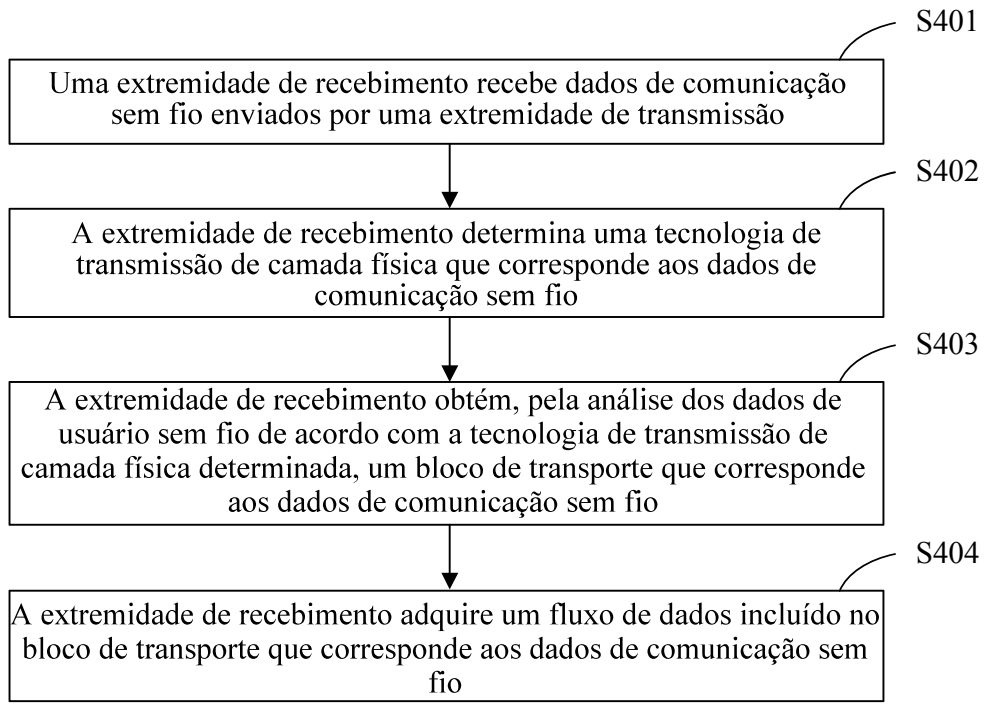 S401
Uma extremidade de recebimento recebe dados de comunicação
sem fio enviados por uma extremidade de transmissão
S402
A extremidade de recebimento determina uma tecnologia de
transmissão de camada física que corresponde aos dados de
comunicação sem fio
S403
A extremidade de recebimento obtém, pela análise dos dados de
usuário sem fio de acordo com a tecnologia de transmissão de
camada física determinada, um bloco de transporte que corresponde
aos dados de comunicação sem fio
S404
A extremidade de recebimento adquire um fluxo de dados incluído no
bloco de transporte que corresponde aos dados de comunicação sem
fio